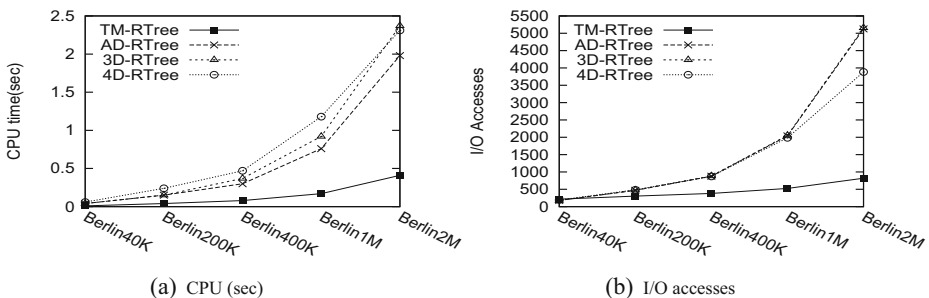 2.5
2
1.5
1
0.5
0
CPU time(sec)
TM-RTree
AD-RTree
3D-RTree
4D-RTree
Berlin40K
Berlin200K
Berlin400K
Berlin1M
Berlin2M
(a) CPU (sec)
5500
5000
4500
4000
3500
3000
2500
2000
1500
1000
500
0
I/O Accesses
TM-RTree
AD-RTree
3D-RTree
4D-RTree
Berlin40K
Berlin200K
Berlin400K
Berlin1M
Berlin2M
(b) I/O accesses